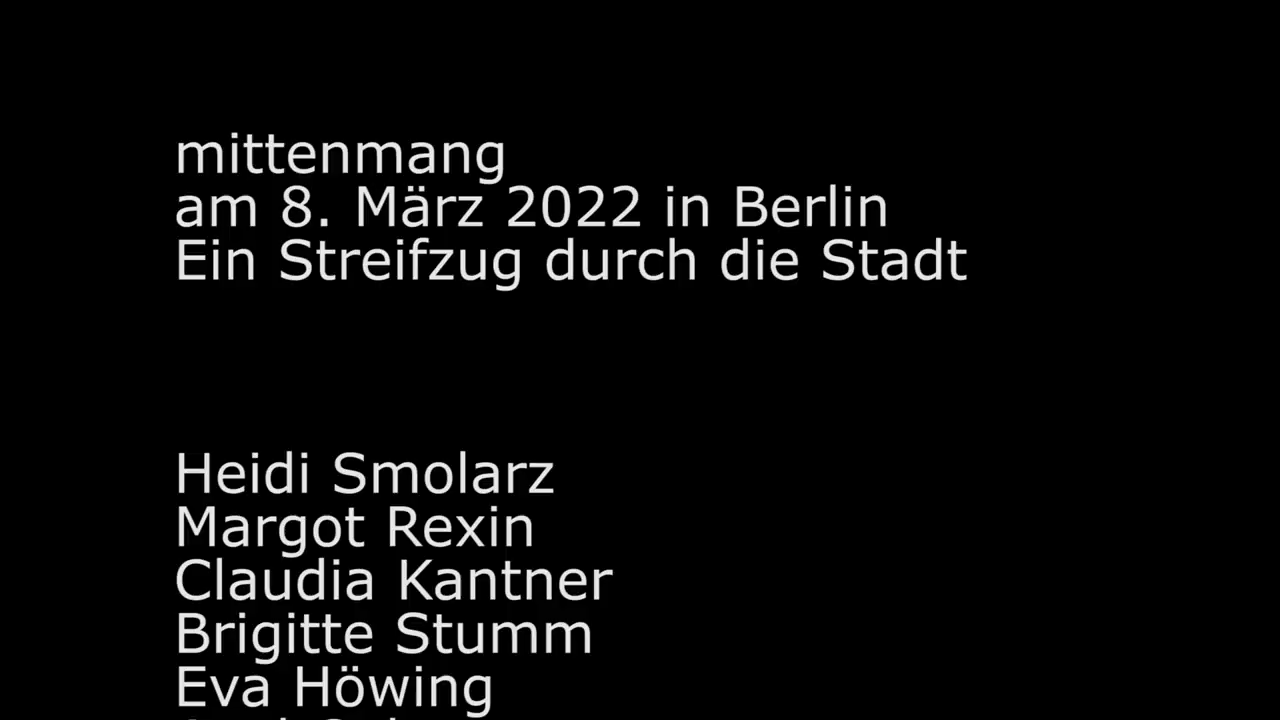 mittenmang
am 8. März 2022 in Berlin
Ein Streifzug durch die Stadt
Heidi Smolarz
Margot Rexin
Claudia Kantner
Brigitte Stumm
Eva Höwing